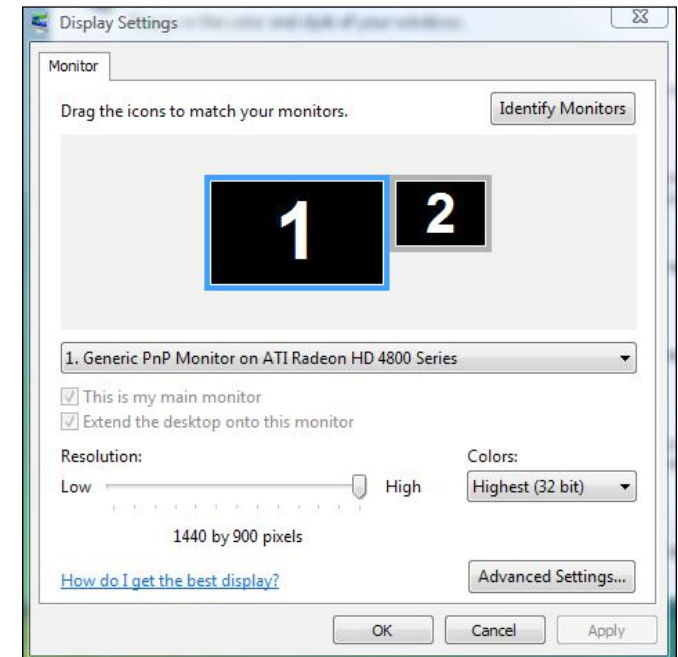 Display Settings
Monitor
Drag the icons to match your monitors.
Identify Monitors
1
2
1. Generic PnP Monitor on ATI Radeon HD 4800 Series
This is my main monitor
Extend the desktop onto this monitor
Resolution:
Colors:
Low
High
Highest (32 bit)
1440 by 900 pixels
How do I get the best display?
Advanced Settings...
OK
Cancel
Apply